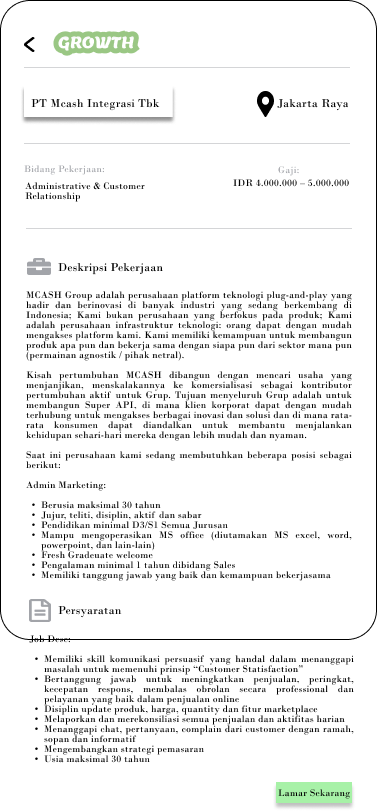 GROWTH
PT Mcash Integrasi Tbk
Jakarta Raya
Bidang Pekerjaan:
Gaji:
Administrative & Customer
Relationship
IDR 4.000.000 – 5.000.000
Deskripsi Pekerjaan
MCASH Group adalah perusahaan platform teknologi plug-and-play yang
hadir dan berinovasi di banyak industri yang sedang berkembang di
Indonesia; Kami bukan perusahaan yang berfokus pada produk; Kami
adalah perusahaan infrastruktur teknologi: orang dapat dengan mudah
mengakses platform kami. Kami memiliki kemampuan untuk membangun
produk apa pun dan bekerja sama dengan siapa pun dari sektor mana pun
(permainan agnostik / pihak netral).
Kisah pertumbuhan MCASH dibangun dengan mencari usaha yang
menjanjikan, menskalakannya ke komersialisasi sebagai kontributor
pertumbuhan aktif untuk Grup. Tujuan menyeluruh Grup adalah untuk
membangun Super API, di mana klien korporat dapat dengan mudah
terhubung untuk mengakses berbagai inovasi dan solusi dan di mana rata-
rata konsumen dapat diandalkan untuk membantu menjalankan
kehidupan sehari-hari mereka dengan lebih mudah dan nyaman.
Saat ini perusahaan kami sedang membutuhkan beberapa posisi sebagai
berikut:
Admin Marketing:
• Berusia maksimal 30 tahun
• Jujur, teliti, disiplin, aktif dan sabar
• Pendidikan minimal D3/S1 Semua Jurusan
• Mampu mengoperasikan MS office (diutamakan MS excel, word,
powerpoint, dan lain-lain)
• Fresh Gradeuate welcome
• Pengalaman minimal 1 tahun dibidang Sales
• Memiliki tanggung jawab yang baik dan kemampuan bekerjasama
Persyaratan
Job Desc:
• Memiliki skill komunikasi persuasif yang handal dalam menanggapi
masalah untuk memenuhi prinsip “Customer Statisfaction”
• Bertanggung jawab untuk meningkatkan penjualan, peringkat,
kecepatan respons, membalas obrolan secara professional dan
pelayanan yang baik dalam penjualan online
• Disiplin update produk, harga, quantity dan fitur marketplace
• Melaporkan dan merekonsiliasi semua penjualan dan aktifitas harian
• Menanggapi chat, pertanyaan, complain dari customer dengan ramah,
sopan dan informatif
• Mengembangkan strategi pemasaran
• Usia maksimal 30 tahun
Lamar Sekarang